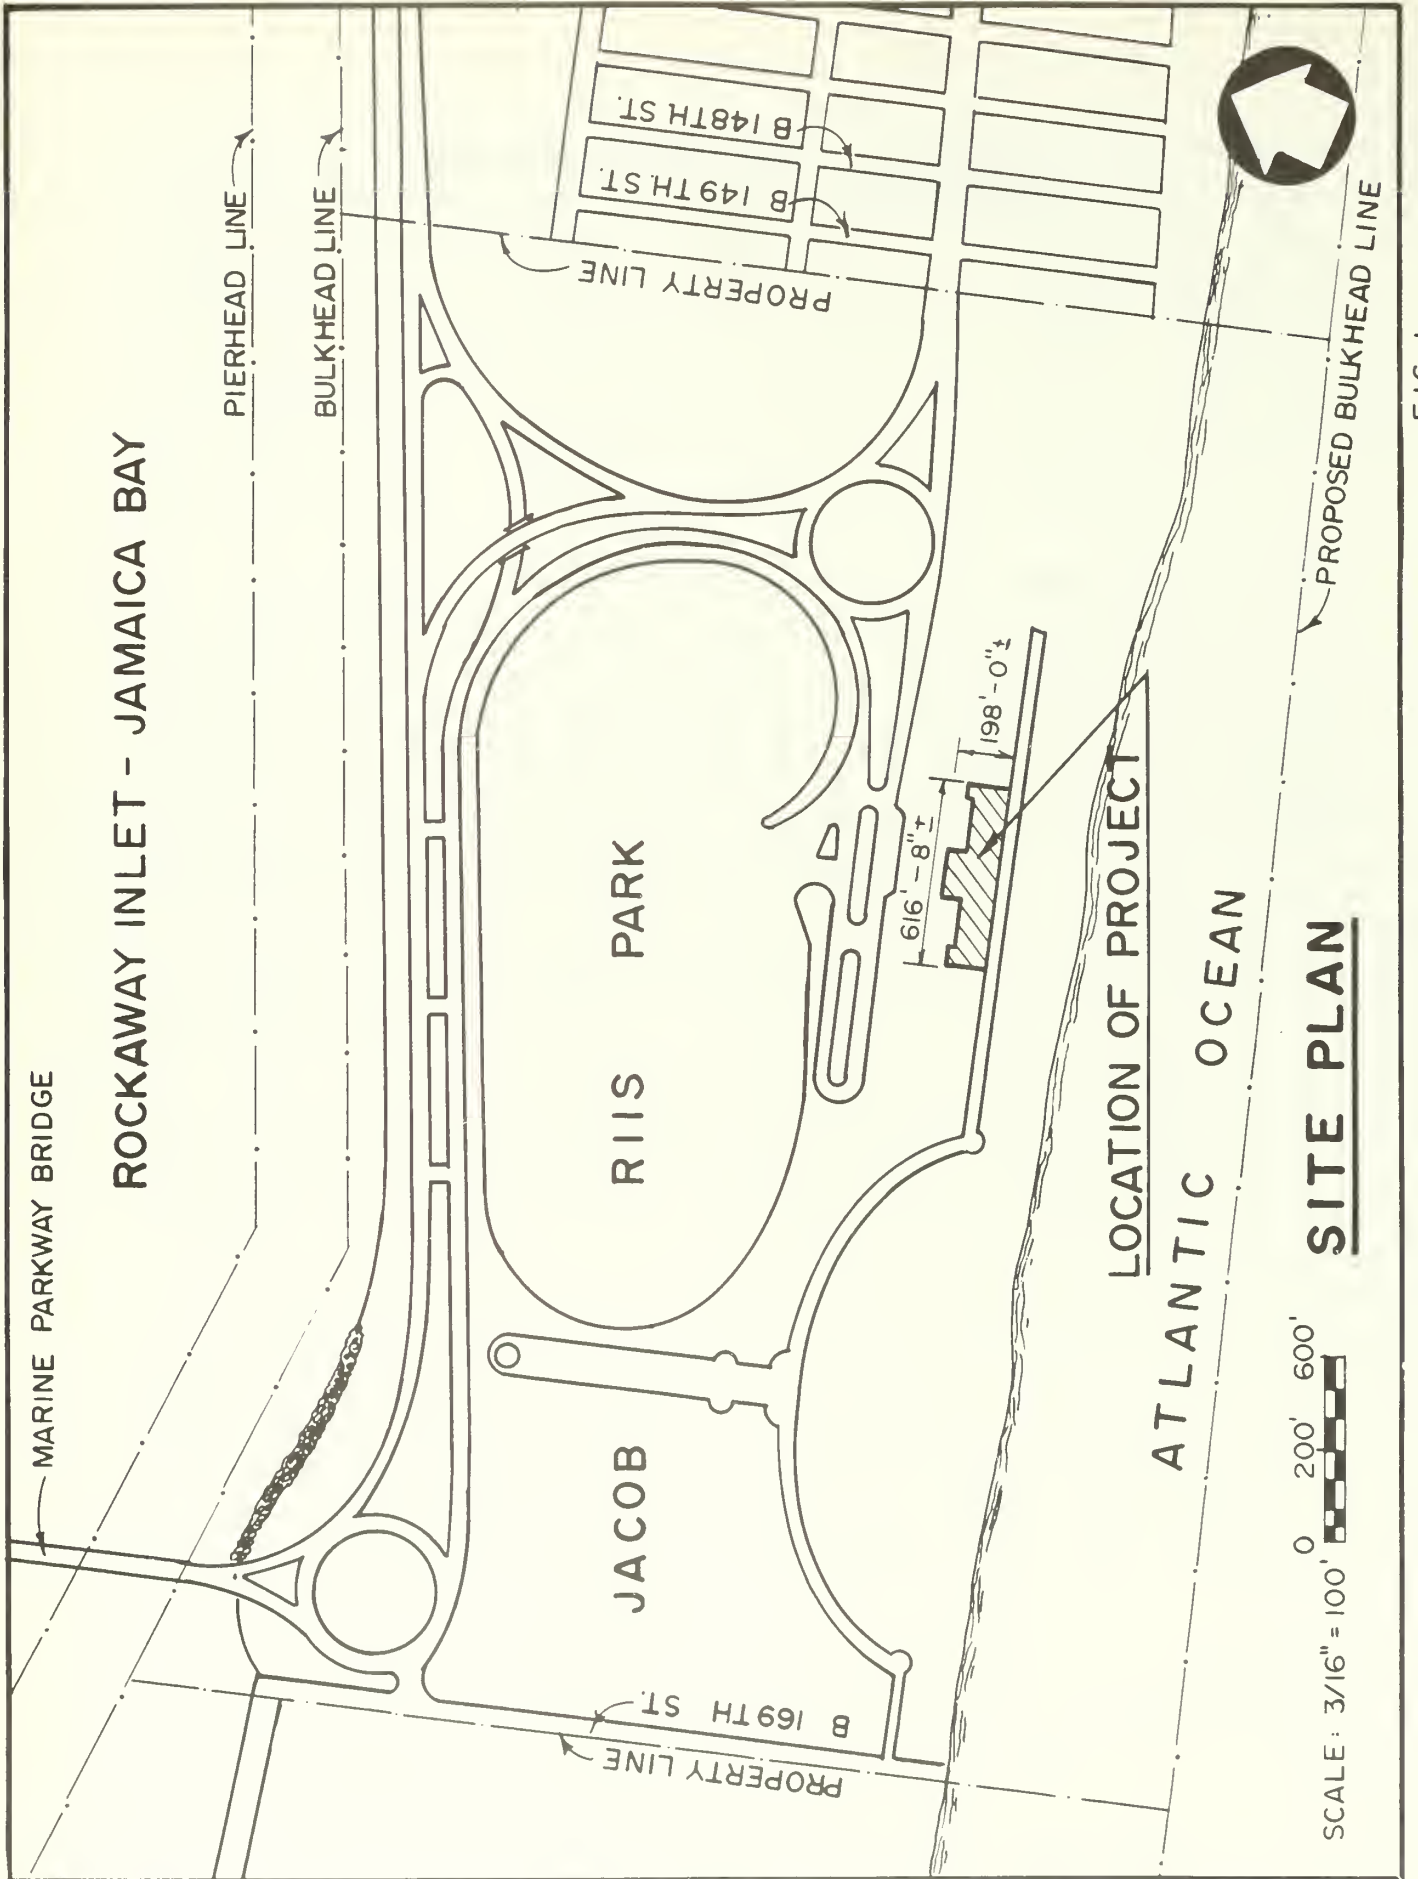 MARINE PARKWAY BRIDGE
ROCKAWAY INLET - JAMAICA BAY
PIERHEAD LINE
BULKHEAD LINE
B 148TH ST.
B 149TH ST.
PROPERTY LINE
JACOB RIIS PARK
B 169TH ST.
PROPERTY LINE
616'-8"±
198'-0"±
LOCATION OF PROJECT
ATLANTIC OCEAN
PROPOSED BULKHEAD LINE
SCALE: 3/16" = 100'
0 200' 600'
SITE PLAN